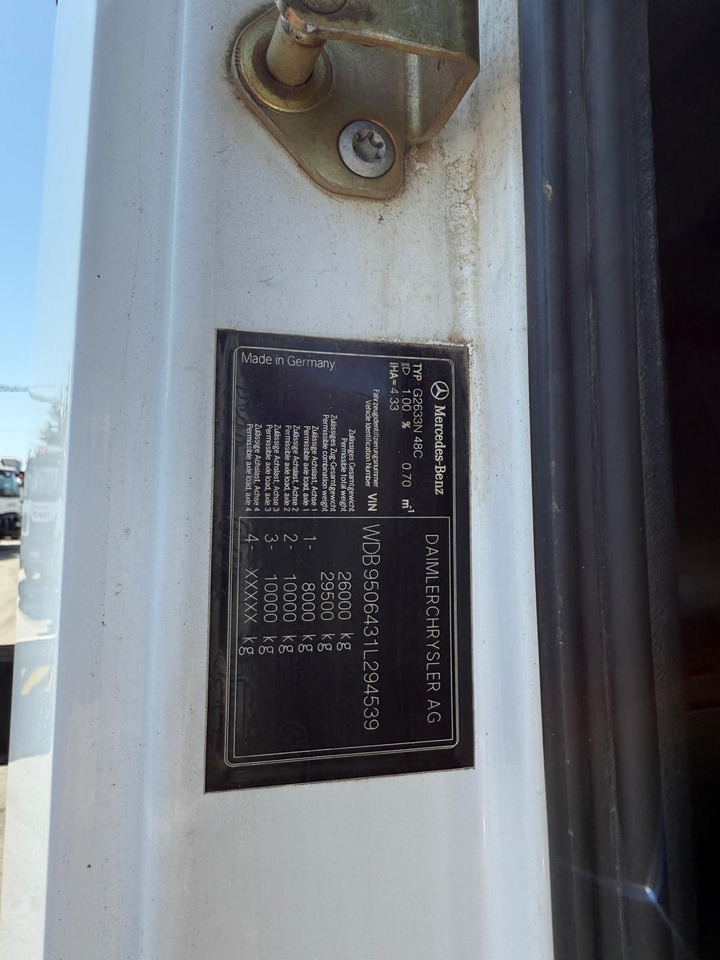 Mercedes-Benz DAIMLERCHRYSLER AG
TYP G2633N 48C 0.70 m-1
1.00 %
iHA= 4.33
Fahrzeugidentifizierungsnummer
Vehicle Identification Number VIN WDB9506431L294539
Zulässiges Gesamtgewicht
Permissible total weight 26000 kg
Zulässiges Zug Gesamtgewicht
Permissible combination weight 29500 kg
Zulässige Achslast, Achse 1
Permissible axle load, axle 1 1- 8000 kg
Zulässige Achslast, Achse 2
Permissible axle load, axle 2 2- 10000 kg
Zulässige Achslast, Achse 3
Permissible axle load, axle 3 3- 10000 kg
Zulässige Achslast, Achse 4
Permissible axle load, axle 4 4- XXXXX kg
Made in Germany